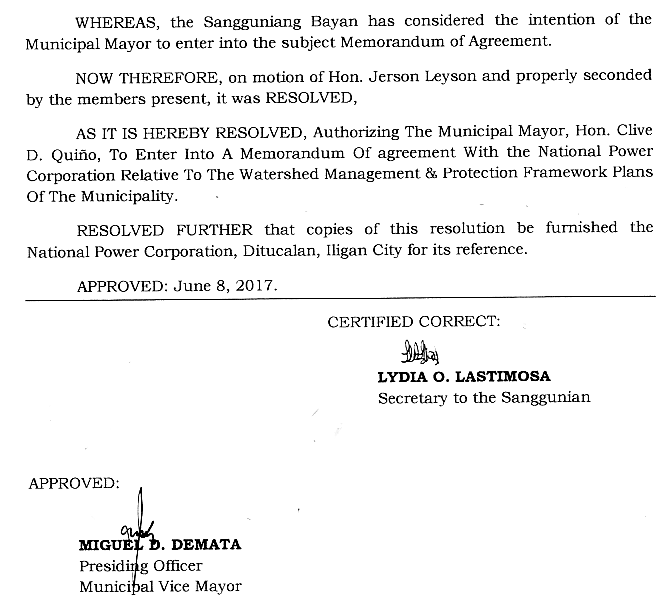 WHEREAS, the Sangguniang Bayan has considered the intention of the
Municipal Mayor to enter into the subject Memorandum of Agreement.
NOW THEREFORE, on motion of Hon. Jerson Leyson and properly seconded
by the members present, it was RESOLVED,
AS IT IS HEREBY RESOLVED, Authorizing The Municipal Mayor, Hon. Clive
D. Quiño, To Enter Into A Memorandum Of agreement With the National Power
Corporation Relative To The Watershed Management & Protection Framework Plans
Of The Municipality.
RESOLVED FURTHER that copies of this resolution be furnished the
National Power Corporation, Ditucalan, Iligan City for its reference.
APPROVED: June 8, 2017.
CERTIFIED CORRECT:
LYDIA O. LASTIMOSA
Secretary to the Sanggunian
APPROVED:
MIGUEL D. DEMATA
Presiding Officer
Municipal Vice Mayor